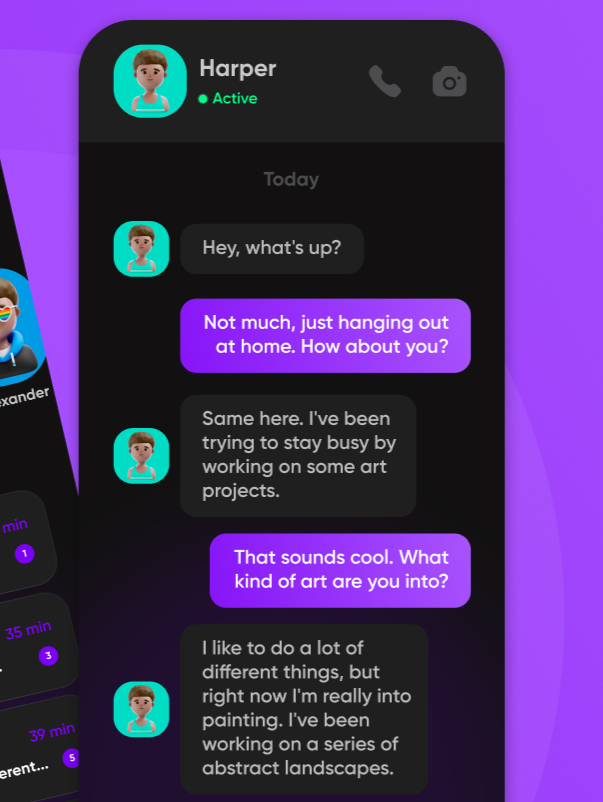 Harper
Active
Today
Hey, what's up?
Not much, just hanging out
at home. How about you?
Same here. I've been
trying to stay busy by
working on some art
projects.
That sounds cool. What
kind of art are you into?
I like to do a lot of
different things, but
right now I'm really into
painting. I've been
working on a series of
abstract landscapes.
xander
min
1
35 min
3
39 min
erent...
5